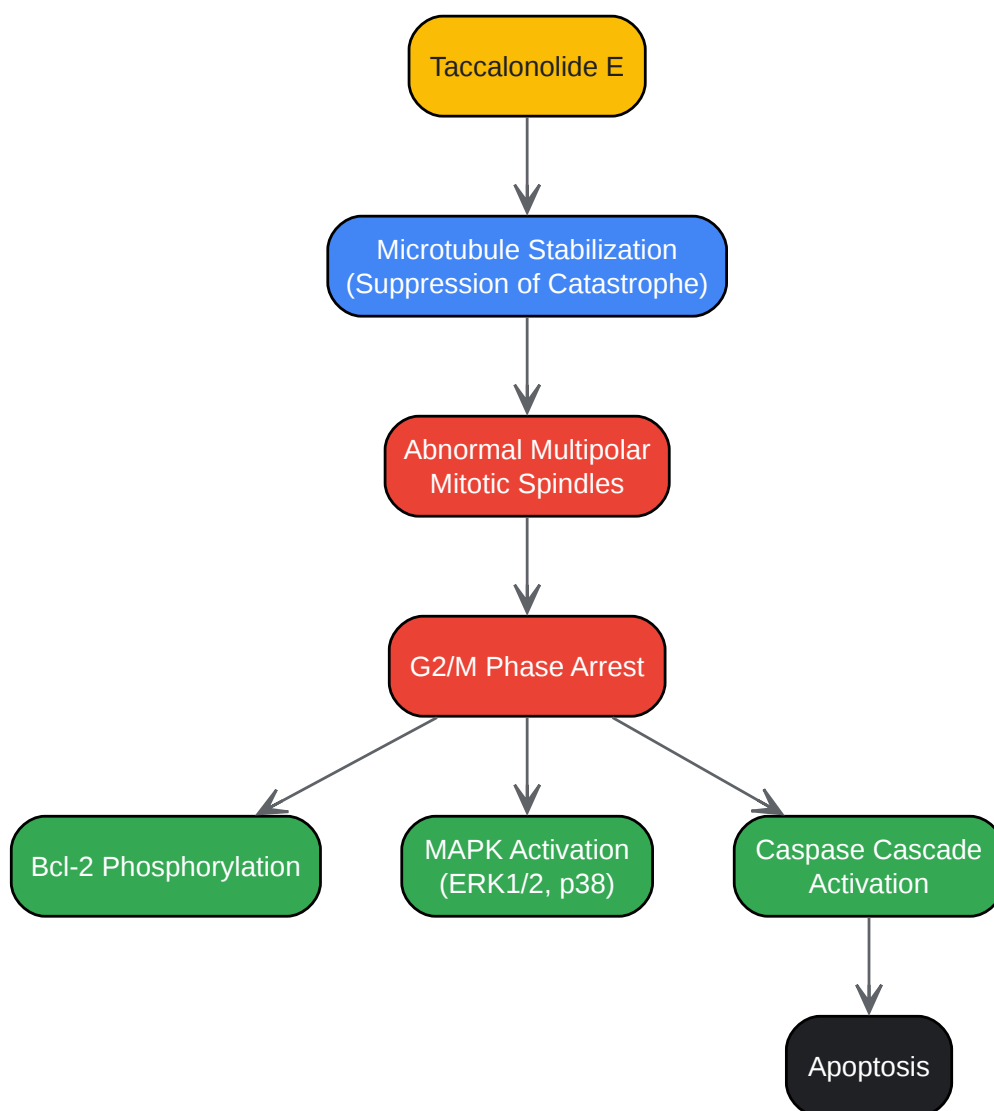 Taccalonolide E
Microtubule Stabilization
(Suppression of Catastrophe)
Abnormal Multipolar
Mitotic Spindles
G2/M Phase Arrest
Bcl-2 Phosphorylation
MAPK Activation
(ERK1/2, p38)
Caspase Cascade
Activation
Apoptosis